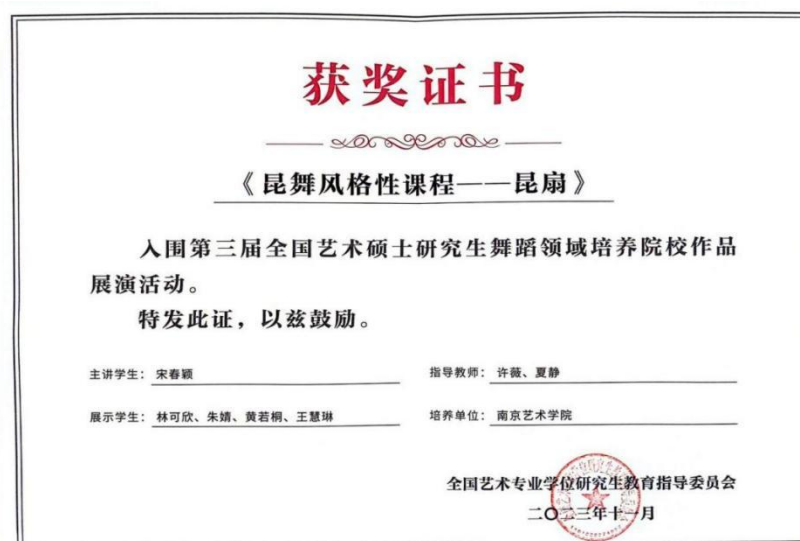 获奖证书
《昆舞风格性课程——昆扇》
入围第三届全国艺术硕士研究生舞蹈领域培养院校作品
展演活动。
特发此证，以兹鼓励。
主讲学生： 宋春颖
指导教师： 许薇、夏静
展示学生： 林可欣、朱婧、黄若桐、王慧琳
培养单位： 南京艺术学院
全国艺术专业学位研究生教育指导委员会
二〇二三年十一月